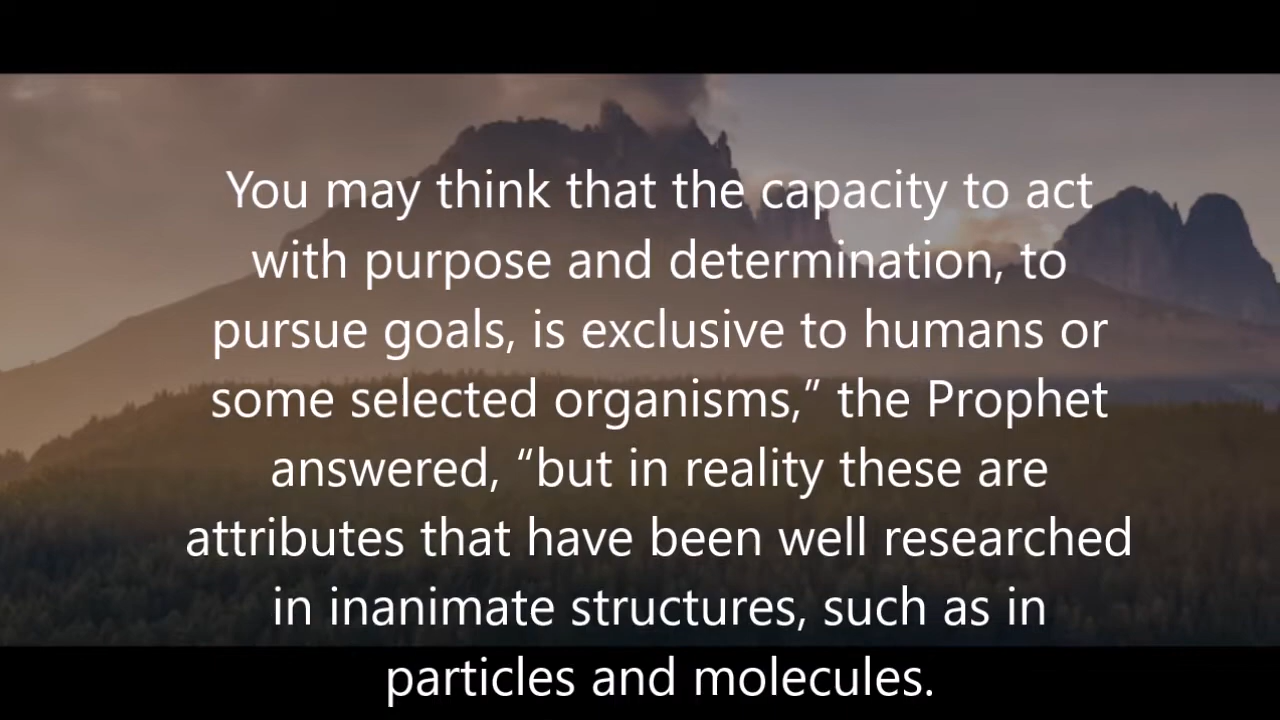 You may think that the capacity to act
with purpose and determination, to
pursue goals, is exclusive to humans or
some selected organisms,” the Prophet
answered, “but in reality these are
attributes that have been well researched
in inanimate structures, such as in
particles and molecules.